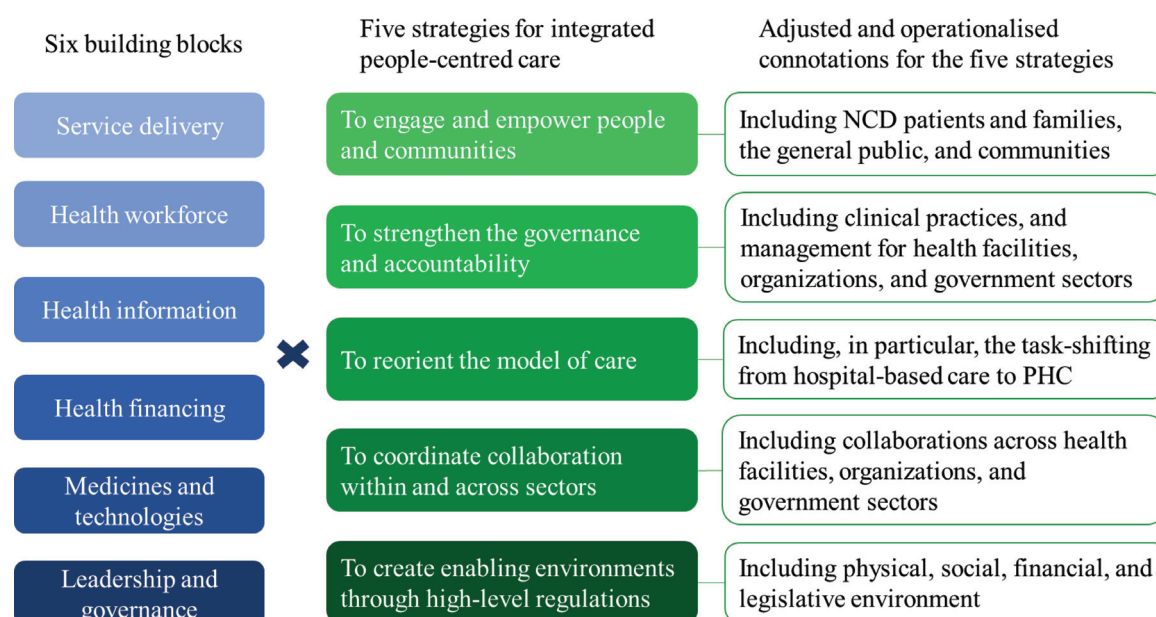 Six building blocks
Five strategies for integrated
people-centred care
Adjusted and operationalised
connotations for the five strategies
Service delivery
Health workforce
Health information
Health financing
Medicines and
technologies
Leadership and
governance
To engage and empower people
and communities
To strengthen the governance
and accountability
To reorient the model of care
To coordinate collaboration
within and across sectors
To create enabling environments
through high-level regulations
Including NCD patients and families,
the general public, and communities
Including clinical practices, and
management for health facilities,
organizations, and government sectors
Including, in particular, the task-shifting
from hospital-based care to PHC
Including collaborations across health
facilities, organizations, and
government sectors
Including physical, social, financial, and
legislative environment